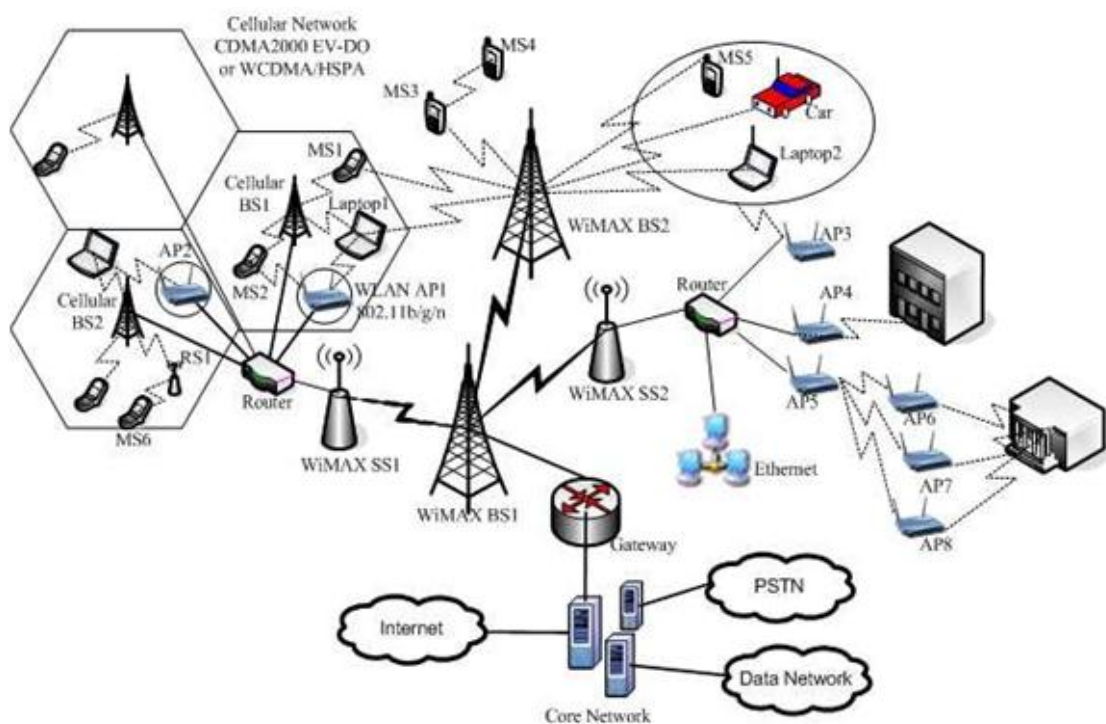 Cellular Network
CDMA2000 EV-DO
or WCDMA/HSPA
MS4
MS3
MS5
Car
Laptop2
MS1
Cellular
BS1
Laptop1
WiMAX BS2
AP2
MS2
WLAN AP1
802.11b/g/n
Cellular
BS2
RS1
MS6
Router
WiMAX SS1
WiMAX SS2
Router
AP3
AP4
AP5
AP6
AP7
AP8
Ethernet
WiMAX BS1
Gateway
PSTN
Internet
Data Network
Core Network